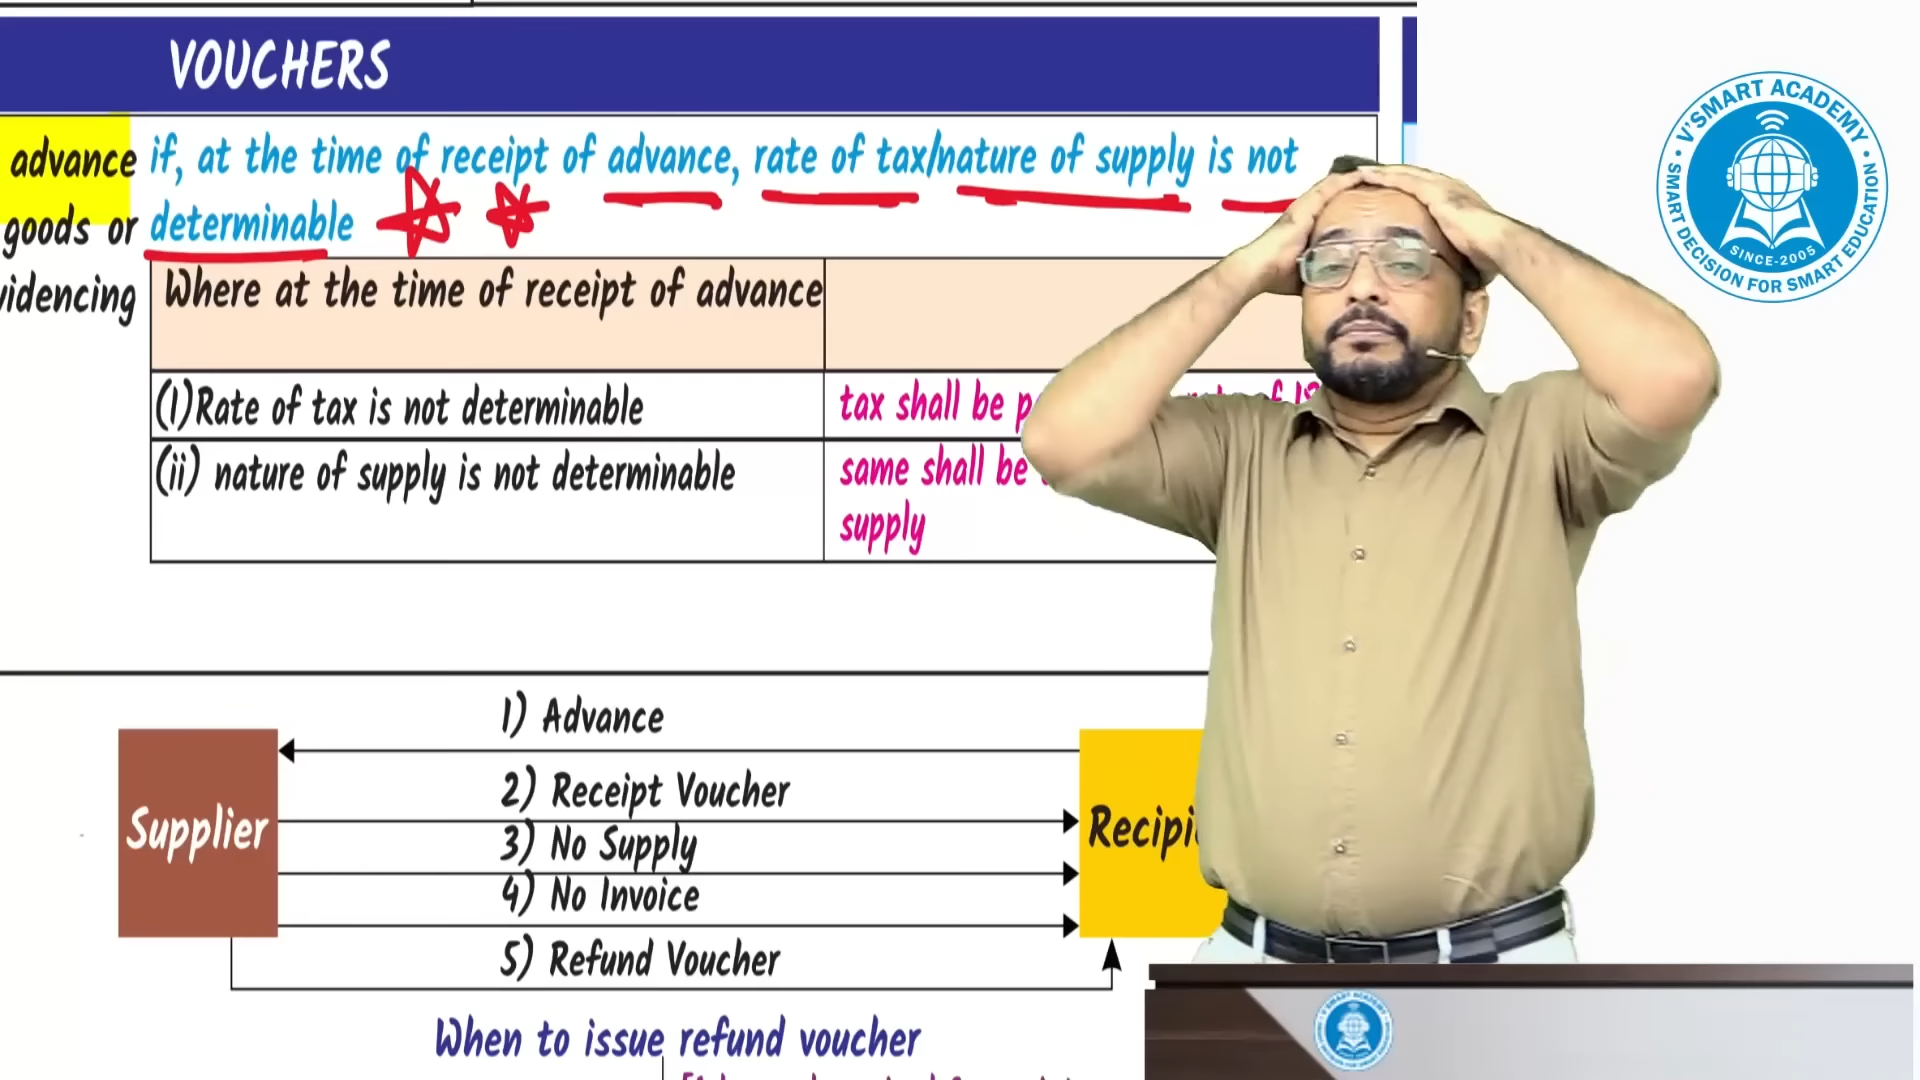 VOUCHERS
advance if, at the time of receipt of advance, rate of tax/nature of supply is not
goods or determinable
Where at the time of receipt of advance
(I)Rate of tax is not determinable
tax shall be
(ii) nature of supply is not determinable
same shall be
supply
1) Advance
2) Receipt Voucher
3) No Supply
4) No Invoice
5) Refund Voucher
Supplier
When to issue refund voucher
V'SMART ACADEMY
SINCE-2005
SMART DECISION FOR SMART EDUCATION